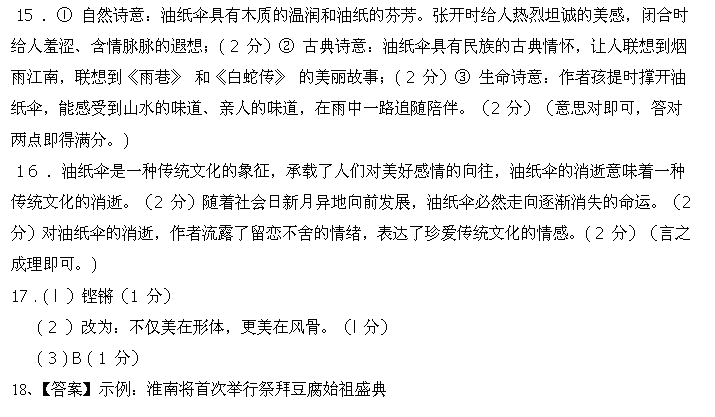 15．① 自然诗意：油纸伞具有木质的温润和油纸的芬芳。张开时给人热烈坦诚的美感，闭合时
给人羞涩、含情脉脉的遐想；( 2 分）② 古典诗意：油纸伞具有民族的古典情怀，让人联想到烟
雨江南，联想到《雨巷》 和《白蛇传》 的美丽故事；( 2 分）③ 生命诗意：作者孩提时撑开油
纸伞，能感受到山水的味道、亲人的味道，在雨中一路追随陪伴。（2 分）（意思对即可，答对
两点即得满分。)
16．油纸伞是一种传统文化的象征，承载了人们对美好感情的向往，油纸伞的消逝意味着一种
传统文化的消逝。（2 分）随着社会日新月异地向前发展，油纸伞必然走向逐渐消失的命运。（2
分）对油纸伞的消逝，作者流露了留恋不舍的情绪，表达了珍爱传统文化的情感。( 2 分）（言之
成理即可。)
17．( l ）铿锵（1 分）
( 2 ）改为：不仅美在形体，更美在风骨。（l 分）
( 3 ) B ( 1 分）
18、【答案】示例：淮南将首次举行祭拜豆腐始祖盛典